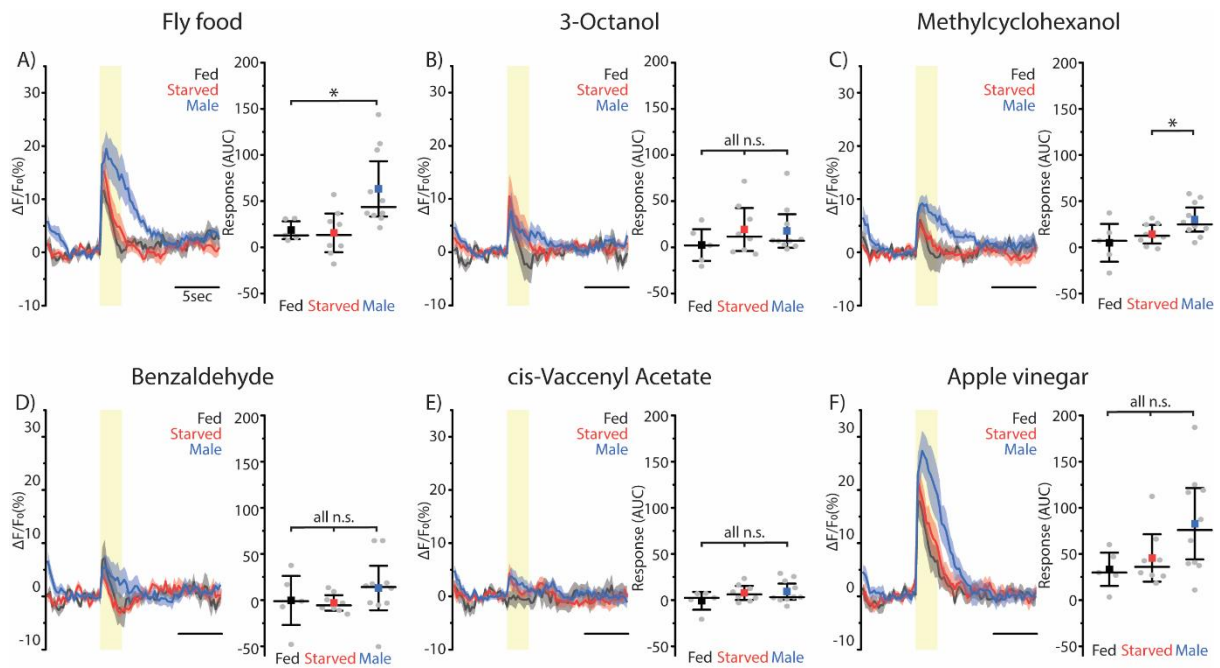 Fly food
3-Octanol
Methylcyclohexanol
A)
Fed
Starved
Male
ΔF/F₀(%)
30
20
10
0
-10
5sec
Response (AUC)
200
150
100
50
0
-50
*
Fed Starved Male
B)
Fed
Starved
Male
ΔF/F₀(%)
30
20
10
0
-10
Response (AUC)
200
150
100
50
0
-50
all n.s.
Fed Starved Male
C)
Fed
Starved
Male
ΔF/F₀(%)
30
20
10
0
-10
Response (AUC)
200
150
100
50
0
-50
*
Fed Starved Male
Benzaldehyde
cis-Vaccenyl Acetate
Apple vinegar
D)
Fed
Starved
Male
ΔF/F₀(%)
30
20
10
0
-10
Response (AUC)
200
150
100
50
0
-50
all n.s.
Fed Starved Male
E)
Fed
Starved
Male
ΔF/F₀(%)
30
20
10
0
-10
Response (AUC)
200
150
100
50
0
-50
all n.s.
Fed Starved Male
F)
Fed
Starved
Male
ΔF/F₀(%)
30
20
10
0
-10
Response (AUC)
200
150
100
50
0
-50
all n.s.
Fed Starved Male